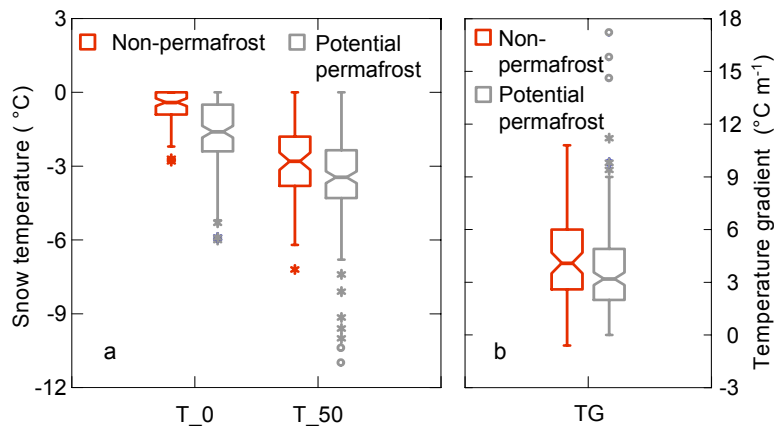 3
0
-3
-6
-9
-12
Snow temperature ( °C)
Non-permafrost
Potential
permafrost
a
T_0
T_50
Non-
permafrost
Potential
permafrost
b
TG
18
15
12
9
6
3
0
-3
Temperature gradient (°C m⁻¹)